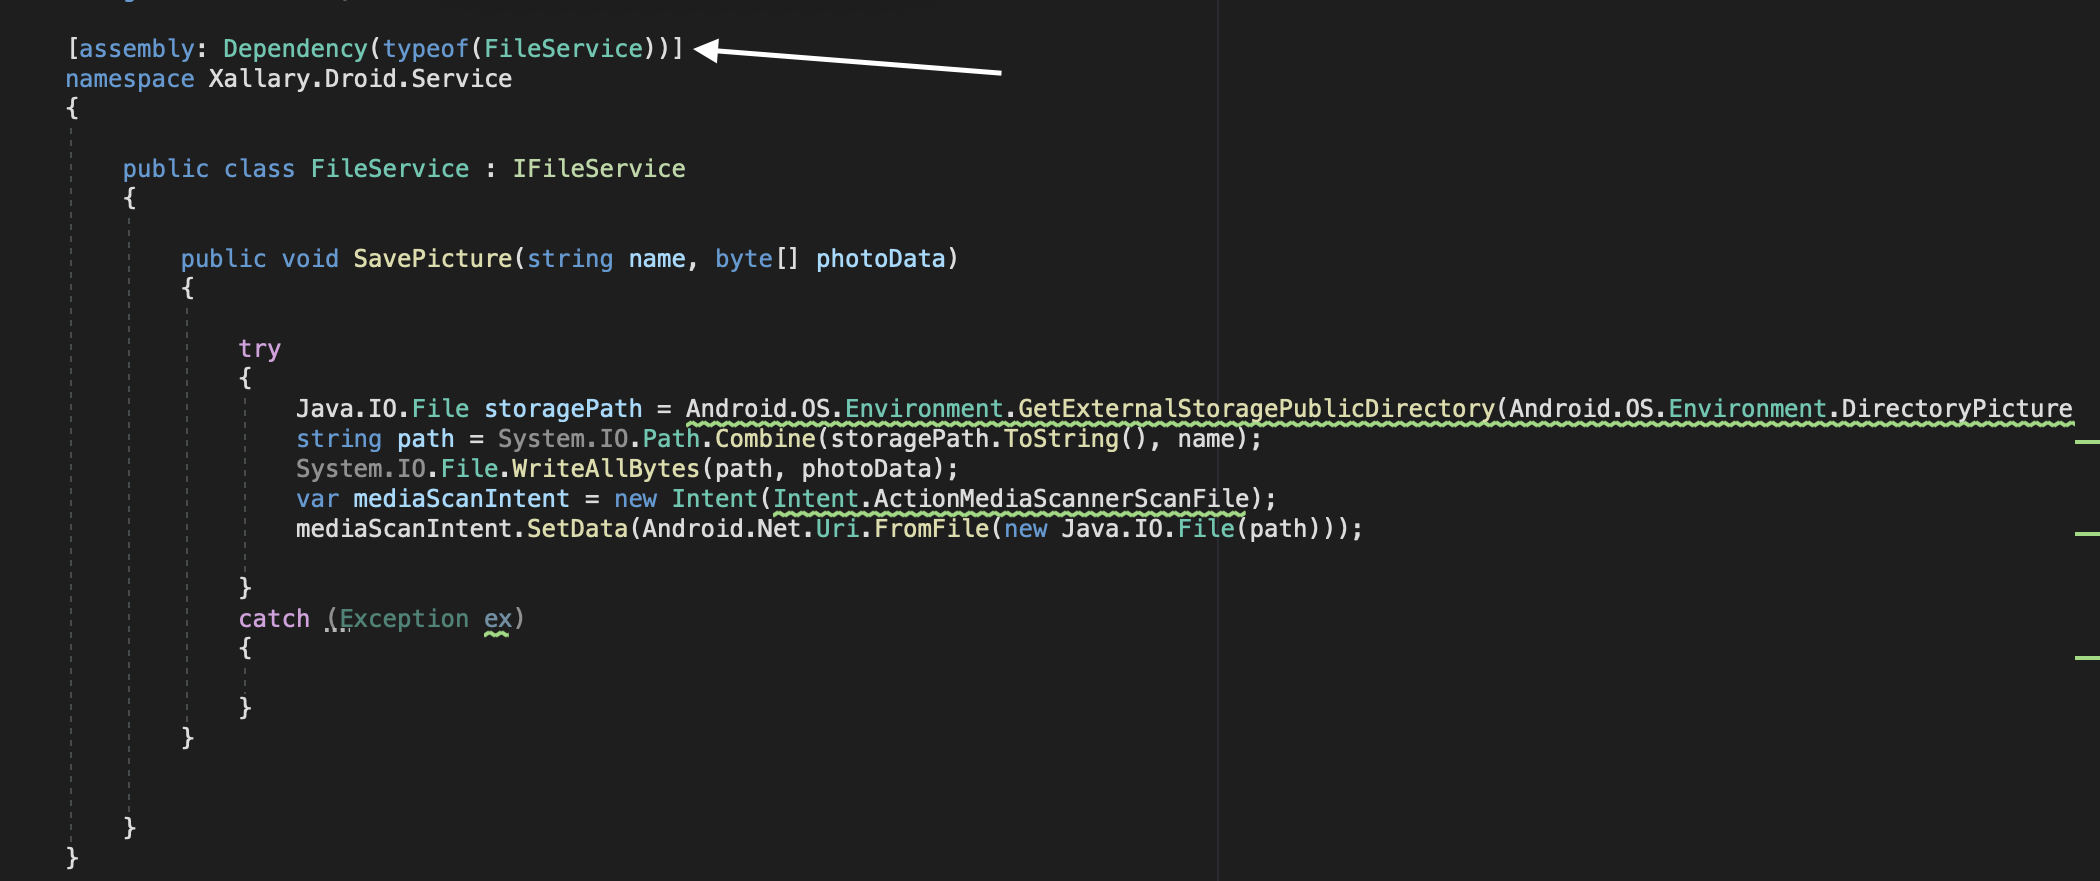 [assembly: Dependency(typeof(FileService))]
namespace Xallary.Droid.Service
{
public class FileService : IFileService
{
public void SavePicture(string name, byte[] photoData)
{
try
{
Java.IO.File storagePath = Android.OS.Environment.GetExternalStoragePublicDirectory(Android.OS.Environment.DirectoryPicture
string path = System.IO.Path.Combine(storagePath.ToString(), name);
System.IO.File.WriteAllBytes(path, photoData);
var mediaScanIntent = new Intent(Intent.ActionMediaScannerScanFile);
mediaScanIntent.SetData(Android.Net.Uri.FromFile(new Java.IO.File(path)));
}
catch (Exception ex)
{
}
}
}
}